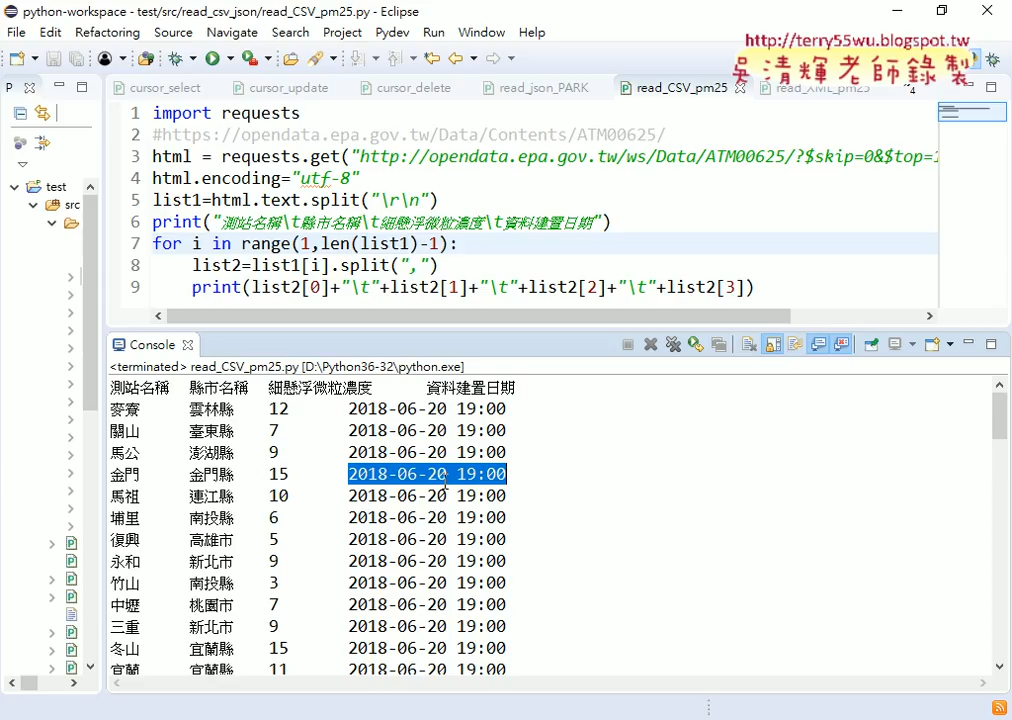 python-workspace - test/src/read_csv_json/read_CSV_pm25.py - Eclipse
File Edit Refactoring Source Navigate Search Project Pydev Run Window Help
http://terry55wu.blogspot.tw
吳清輝老師錄製
P
cursor_select cursor_update cursor_delete read_json_PARK read_CSV_pm25 read_XML_pm25 4
1 import requests
2 #https://opendata.epa.gov.tw/Data/Contents/ATM00625/
3 html = requests.get("http://opendata.epa.gov.tw/ws/Data/ATM00625/?$skip=0&$top=1
4 html.encoding="utf-8"
5 list1=html.text.split("\r\n")
6 print("測站名稱\t縣市名稱\t細懸浮微粒濃度\t資料建置日期")
7 for i in range(1,len(list1)-1):
8 list2=list1[i].split(",")
9 print(list2[0]+"\t"+list2[1]+"\t"+list2[2]+"\t"+list2[3])
test
src
Console
<terminated> read_CSV_pm25.py [D:\Python36-32\python.exe]
測站名稱 縣市名稱 細懸浮微粒濃度 資料建置日期
麥寮 雲林縣 12 2018-06-20 19:00
關山 臺東縣 7 2018-06-20 19:00
馬公 澎湖縣 9 2018-06-20 19:00
金門 金門縣 15 2018-06-20 19:00
馬祖 連江縣 10 2018-06-20 19:00
埔里 南投縣 6 2018-06-20 19:00
復興 高雄市 5 2018-06-20 19:00
永和 新北市 9 2018-06-20 19:00
竹山 南投縣 3 2018-06-20 19:00
中壢 桃園市 7 2018-06-20 19:00
三重 新北市 9 2018-06-20 19:00
冬山 宜蘭縣 15 2018-06-20 19:00
宜蘭 宜蘭縣 11 2018-06-20 19:00